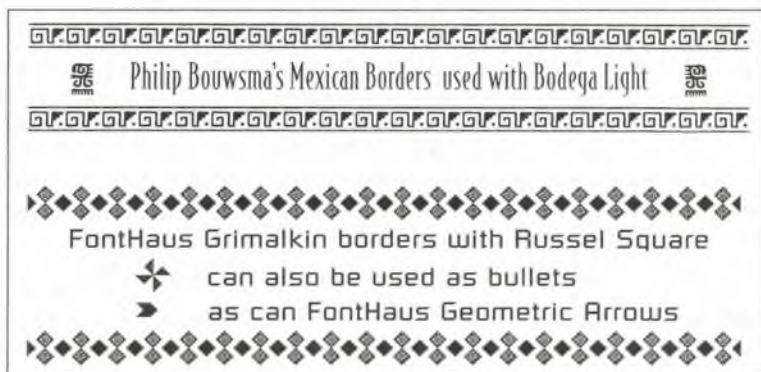 Philip Bouwsma's Mexican Borders used with Bodega Light
FontHaus Grimalkin borders with Russel Square
can also be used as bullets
as can FontHaus Geometric Arrows